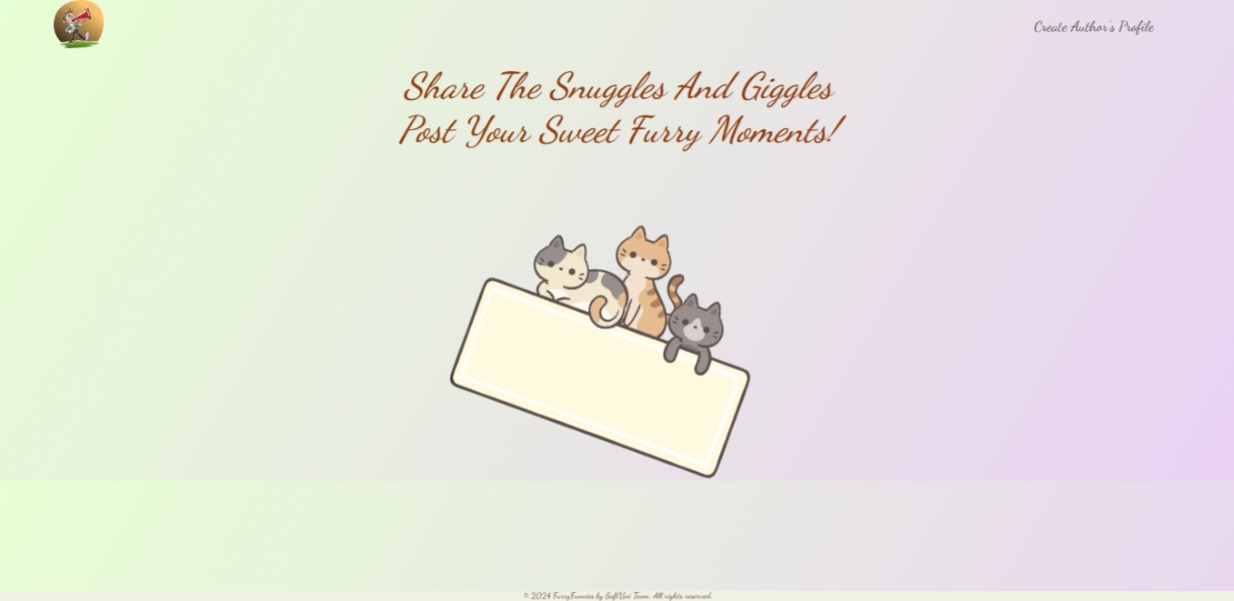 Create Author's Profile
Share The Snuggles And Giggles
Post Your Sweet Furry Moments!
© 2024 FurryFunnies by SoftUni Team. All rights reserved.